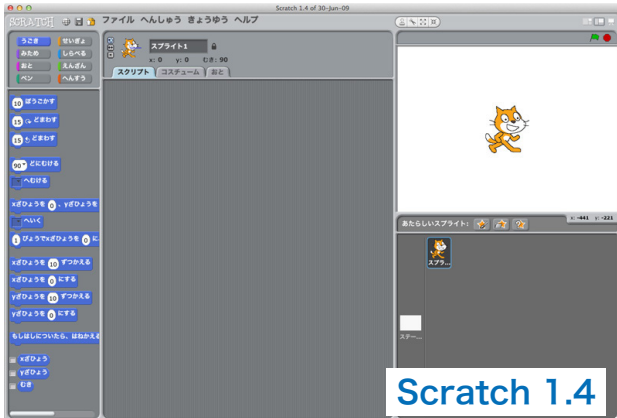 Scratch 1.4 of 30-Jun-09
SCRATCH ファイル へんしゅう きょうゆう ヘルプ
うごき せいぎょ
みため しらべる
おと えんざん
ペン へんすう
スプライト1
x: 0 y: 0 むき: 90
スクリプト コスチューム おと
10 ほうごかす
15 どまわす
15 どまわす
90 どにむける
へむける
xざひょうを 0 、yざひょうを
へいく
1 びょうでxざひょうを 0 に
xざひょうを 10 ずつかえる
xざひょうを 0 にする
yざひょうを 10 ずつかえる
yざひょうを 0 にする
もしはしについたら、はねかえる
xざひょう
yざひょう
むき
x: -441 y: -221
あたらしいスプライト:
スプラ...
ステー...
Scratch 1.4